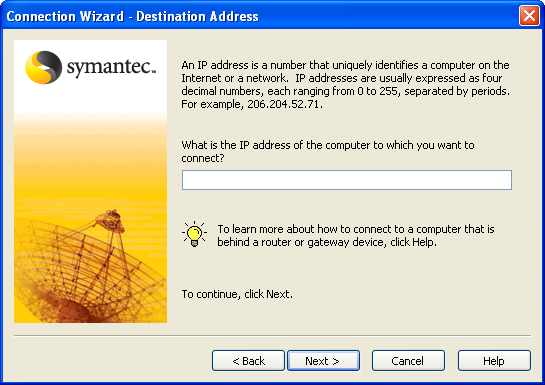 Connection Wizard - Destination Address
symantec™
An IP address is a number that uniquely identifies a computer on the
Internet or a network.  IP addresses are usually expressed as four
decimal numbers, each ranging from 0 to 255, separated by periods.
For example, 206.204.52.71.
What is the IP address of the computer to which you want to
connect?
To learn more about how to connect to a computer that is
behind a router or gateway device, click Help.
To continue, click Next.
< Back
Next >
Cancel
Help